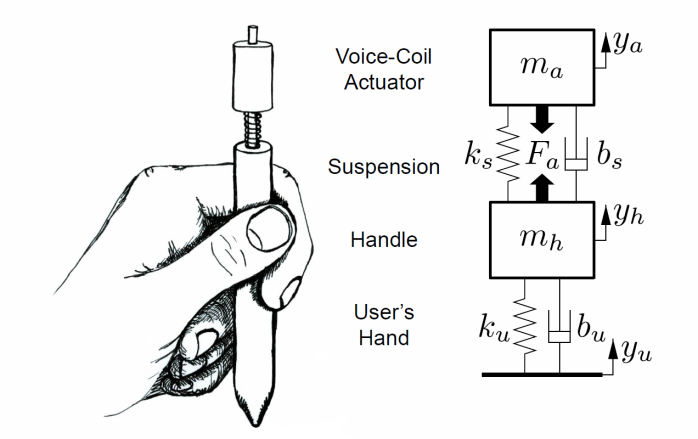 Voice-Coil
Actuator
Suspension
Handle
User's
Hand
m_a
y_a
k_s
F_a
b_s
m_h
y_h
k_u
b_u
y_u